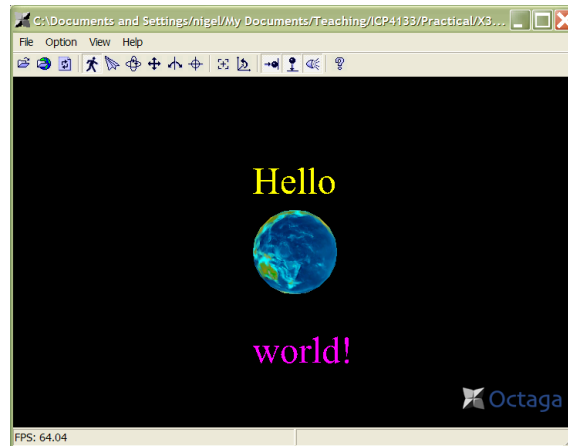 C:\Documents and Settings/nigel/My Documents/Teaching/ICP4133/Practical/X3...
File Option View Help
Hello
world!
Octaga
FPS: 64.04